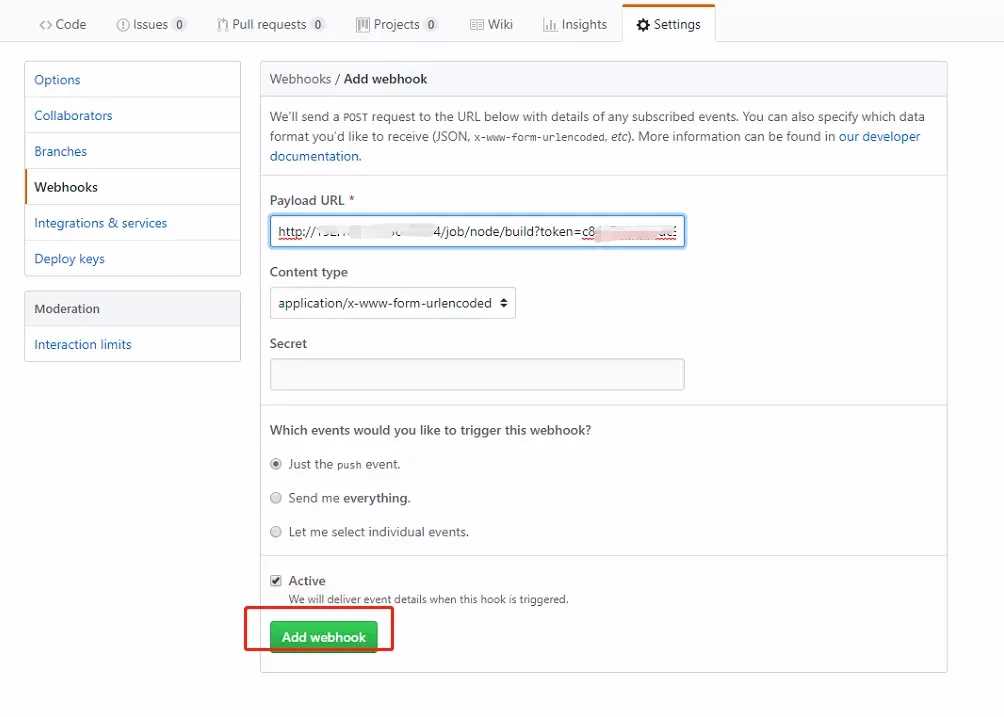 Code Issues 0 Pull requests 0 Projects 0 Wiki Insights Settings
Options
Collaborators
Branches
Webhooks
Integrations & services
Deploy keys
Moderation
Interaction limits
Webhooks / Add webhook
We'll send a POST request to the URL below with details of any subscribed events. You can also specify which data
format you'd like to receive (JSON, x-www-form-urlencoded, etc). More information can be found in our developer
documentation.
Payload URL *
http:// 4/job/node/build?token=c8
Content type
application/x-www-form-urlencoded
Secret
Which events would you like to trigger this webhook?
Just the push event.
Send me everything.
Let me select individual events.
Active
We will deliver event details when this hook is triggered.
Add webhook